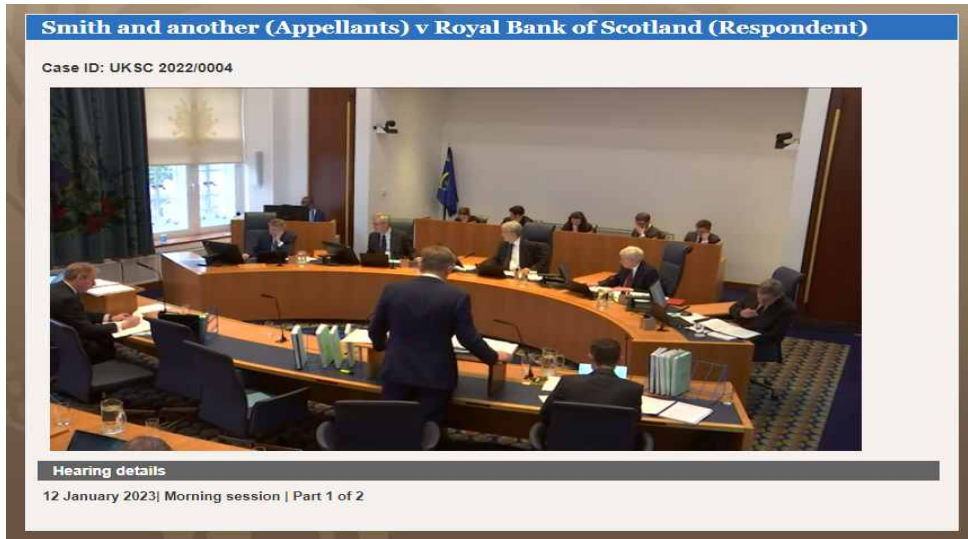 Smith and another (Appellants) v Royal Bank of Scotland (Respondent)
Case ID: UKSC 2022/0004
Hearing details
12 January 2023| Morning session | Part 1 of 2